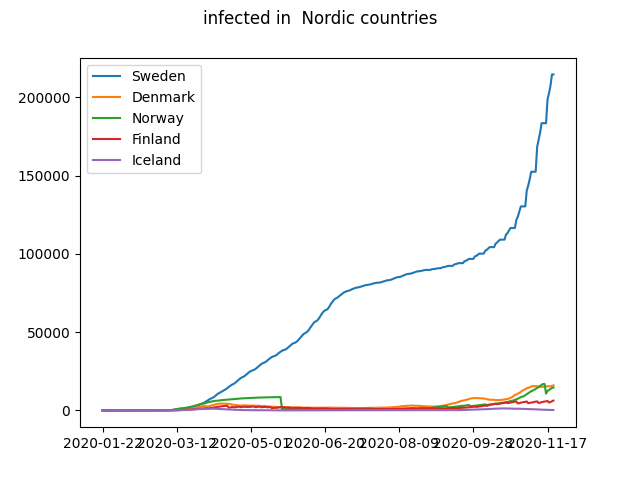 infected in  Nordic countries
200000
150000
100000
50000
0
Sweden
Denmark
Norway
Finland
Iceland
2020-01-22 2020-03-12 2020-05-01 2020-06-20 2020-08-09 2020-09-28 2020-11-17